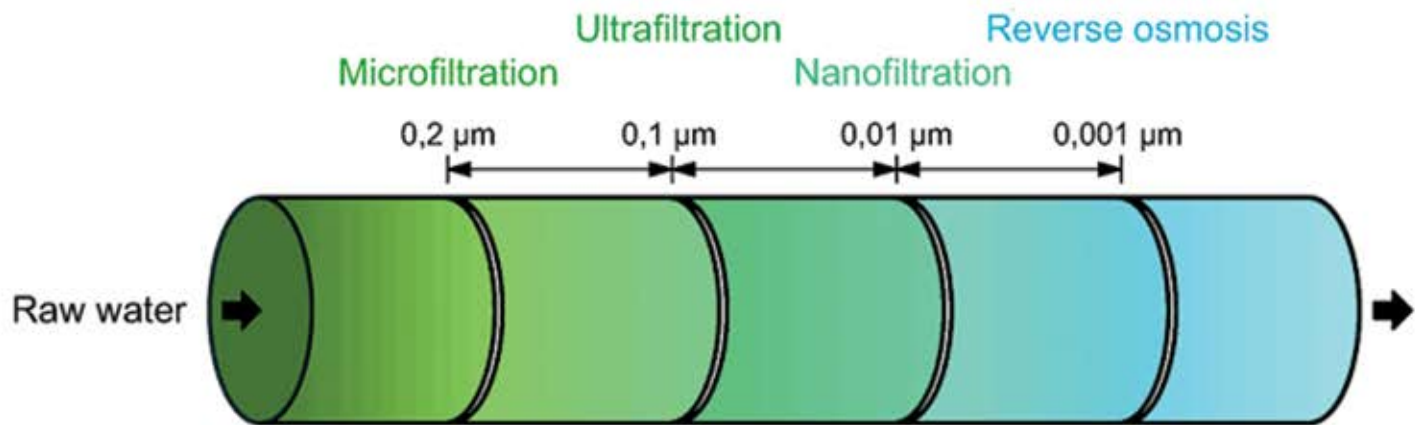 Ultrafiltration
Reverse osmosis
Microfiltration
Nanofiltration
0,2 µm
0,1 µm
0,01 µm
0,001 µm
Raw water